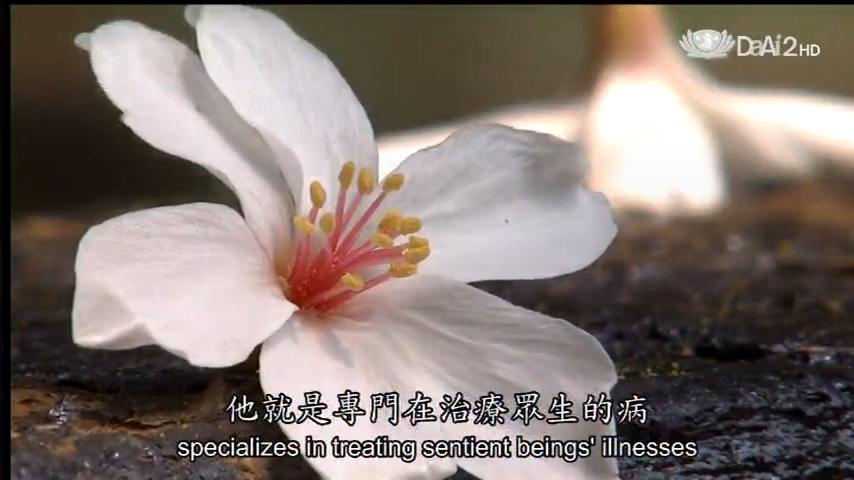 DaAi2HD
他就是專門在治療眾生的病
specializes in treating sentient beings' illnesses